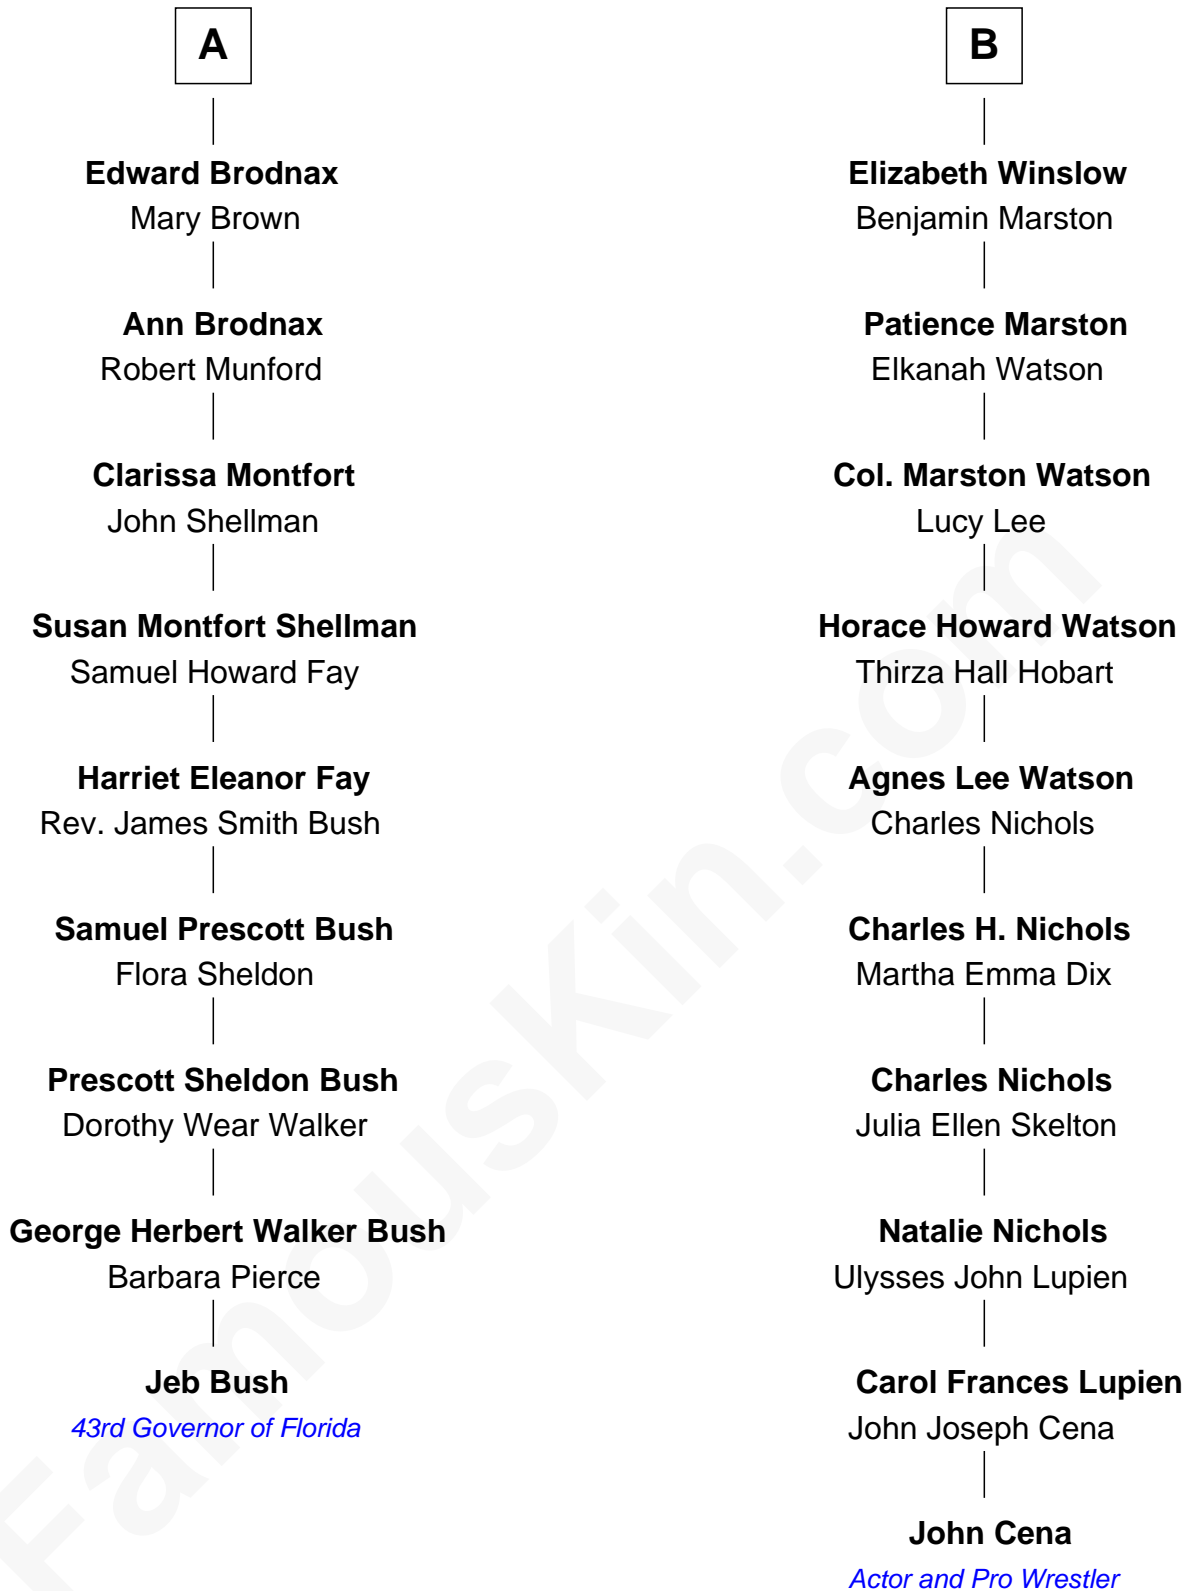 A
Edward Brodnax
Mary Brown
Ann Brodnax
Robert Munford
Clarissa Montfort
John Shellman
Susan Montfort Shellman
Samuel Howard Fay
Harriet Eleanor Fay
Rev. James Smith Bush
Samuel Prescott Bush
Flora Sheldon
Prescott Sheldon Bush
Dorothy Wear Walker
George Herbert Walker Bush
Barbara Pierce
Jeb Bush
43rd Governor of Florida
B
Elizabeth Winslow
Benjamin Marston
Patience Marston
Elkanah Watson
Col. Marston Watson
Lucy Lee
Horace Howard Watson
Thirza Hall Hobart
Agnes Lee Watson
Charles Nichols
Charles H. Nichols
Martha Emma Dix
Charles Nichols
Julia Ellen Skelton
Natalie Nichols
Ulysses John Lupien
Carol Frances Lupien
John Joseph Cena
John Cena
Actor and Pro Wrestler
FamousKin.com